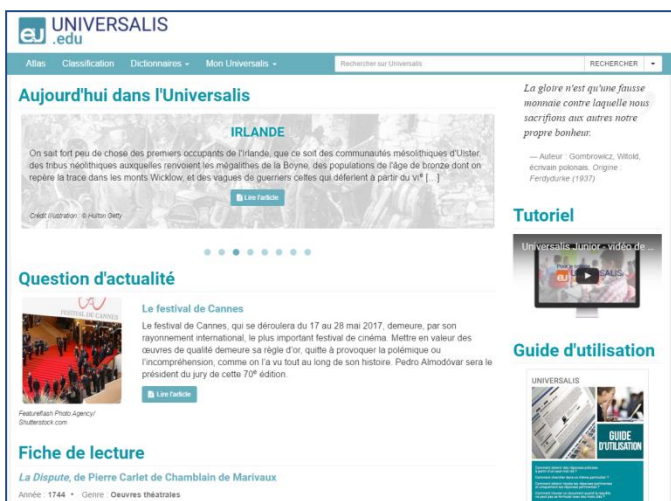 UNIVERSALIS
eu .edu
Atlas Classification Dictionnaires Mon Universalis Rechercher sur Universalis RECHERCHER
Aujourd'hui dans l'Universalis
IRLANDE
On sait fort peu de chose des premiers occupants de l'Irlande, que ce soit des communautés mésolithiques d'Ulster,
des tribus néolithiques auxquelles renvoient les mégalithes de la Boyne, des populations de l'âge de bronze dont on
repère la trace dans les monts Wicklow, et des vagues de guerriers celtes qui déferlent à partir du VIe [...]
Lire l'article
Crédit illustration : © Hulton Getty
Question d'actualité
FESTIVAL DE CANNES
Le festival de Cannes
Le festival de Cannes, qui se déroulera du 17 au 28 mai 2017, demeure, par son
rayonnement international, le plus important festival de cinéma. Mettre en valeur des
œuvres de qualité demeure sa règle d'or, quitte à provoquer la polémique ou
l'incompréhension, comme on l'a vu tout au long de son histoire. Pedro Almodóvar sera le
président du jury de cette 70e édition.
Lire l'article
Featureflash Photo Agency/
Shutterstock.com
Fiche de lecture
La Dispute, de Pierre Carlet de Chamblain de Marivaux
Année : 1744 • Genre : Oeuvres théâtrales
La gloire n'est qu'une fausse
monnaie contre laquelle nous
sacrifions aux autres notre
propre bonheur.
— Auteur : Gombrowicz, Witold,
écrivain polonais. Origine :
Ferdydurke (1937)
Tutoriel
Universalis Junior - vidéo de ...
Guide d'utilisation
UNIVERSALIS
GUIDE
D'UTILISATION